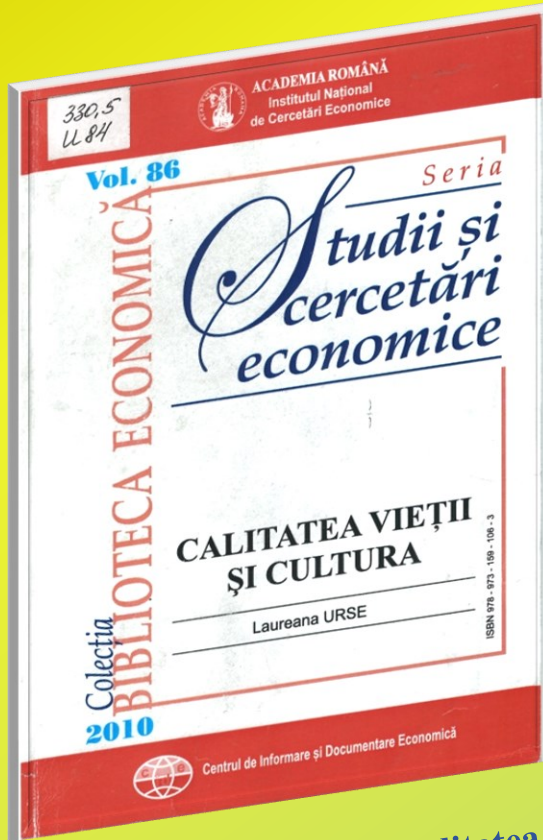 330,5
U 84
ACADEMIA ROMÂNĂ
Institutul Național
de Cercetări Economice
Vol. 86
Seria
Studii și
cercetări
economice
Colecția
BIBLIOTECA ECONOMICĂ
CALITATEA VIEȚII
ȘI CULTURA
Laureana URSE
ISBN 978 - 973 - 159 - 106 - 3
2010
Centrul de Informare și Documentare Economică